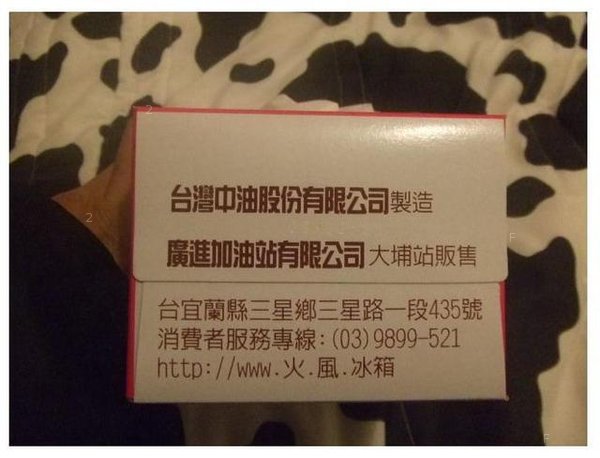 台灣中油股份有限公司製造
廣進加油站有限公司大埔站販售
台宜蘭縣三星鄉三星路一段435號
消費者服務專線:(03)9899-521
http://www.火.風.冰箱